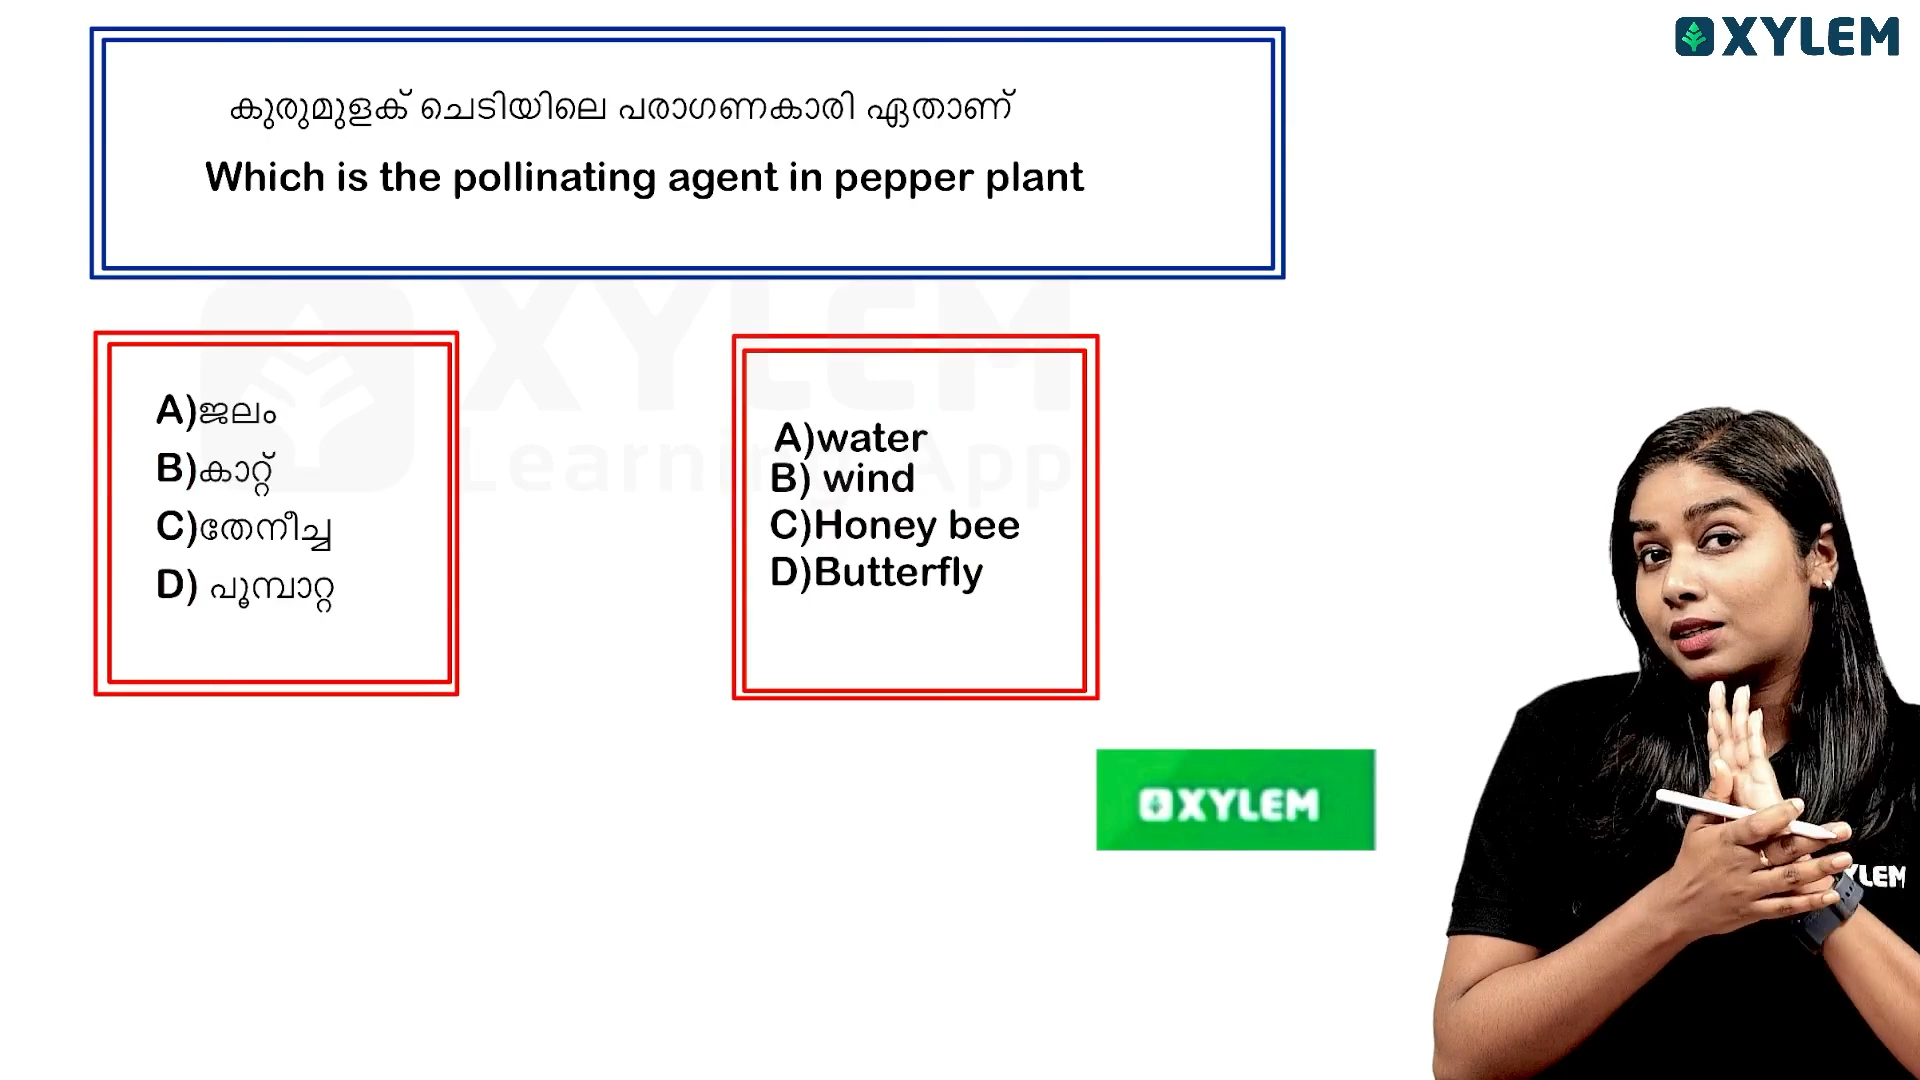 XYLEM
കുരുമുളക് ചെടിയിലെ പരാഗണകാരി ഏതാണ്
Which is the pollinating agent in pepper plant
XYLEM
Learning App
A)ജലം
B)കാറ്റ്
C)തേനീച്ച
D) പൂമ്പാറ്റ
A)water
B) wind
C)Honey bee
D)Butterfly
XYLEM
YLEM